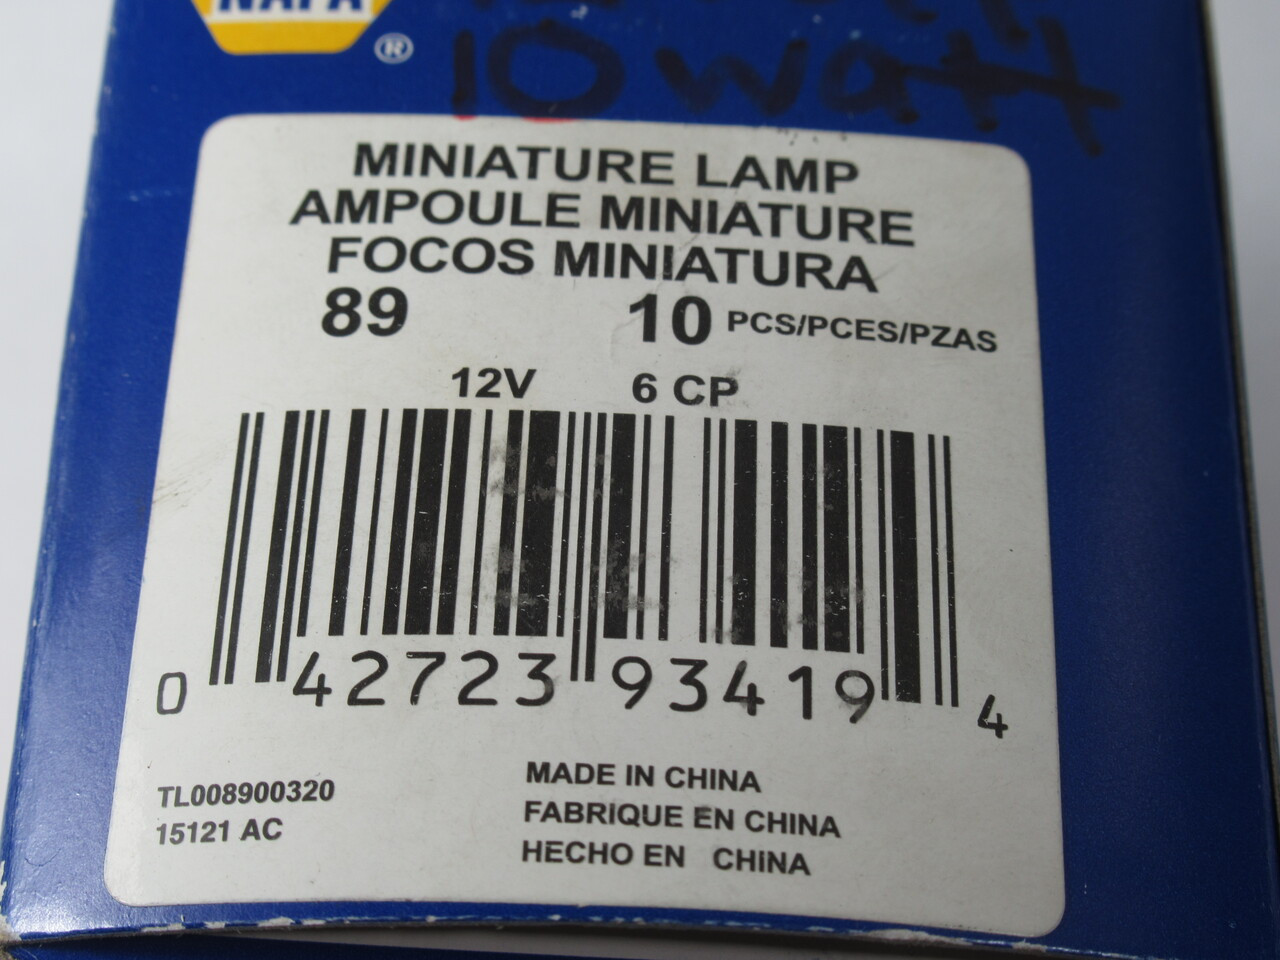 NAPA
®
10 watt
MINIATURE LAMP
AMPOULE MINIATURE
FOCOS MINIATURA
89 10 PCS/PCES/PZAS
12V 6 CP
0 42723 93419 4
TL008900320
15121 AC
MADE IN CHINA
FABRIQUE EN CHINA
HECHO EN CHINA